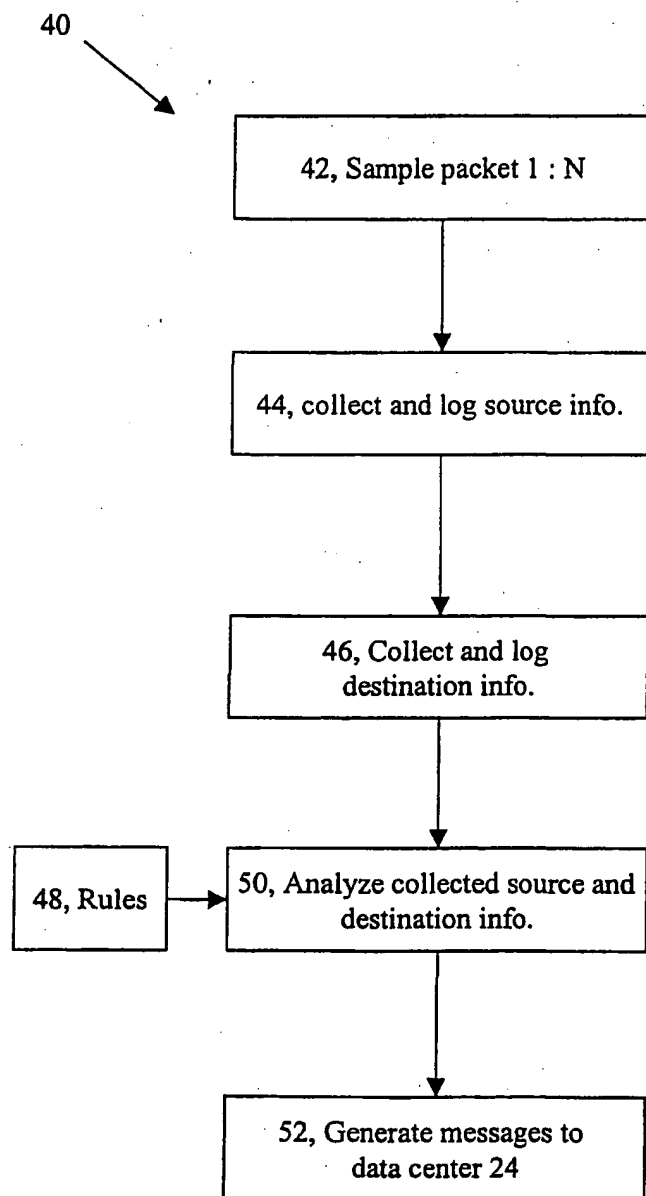 40
42, Sample packet 1 : N
44, collect and log source info.
46, Collect and log
destination info.
48, Rules
50, Analyze collected source and
destination info.
52, Generate messages to
data center 24